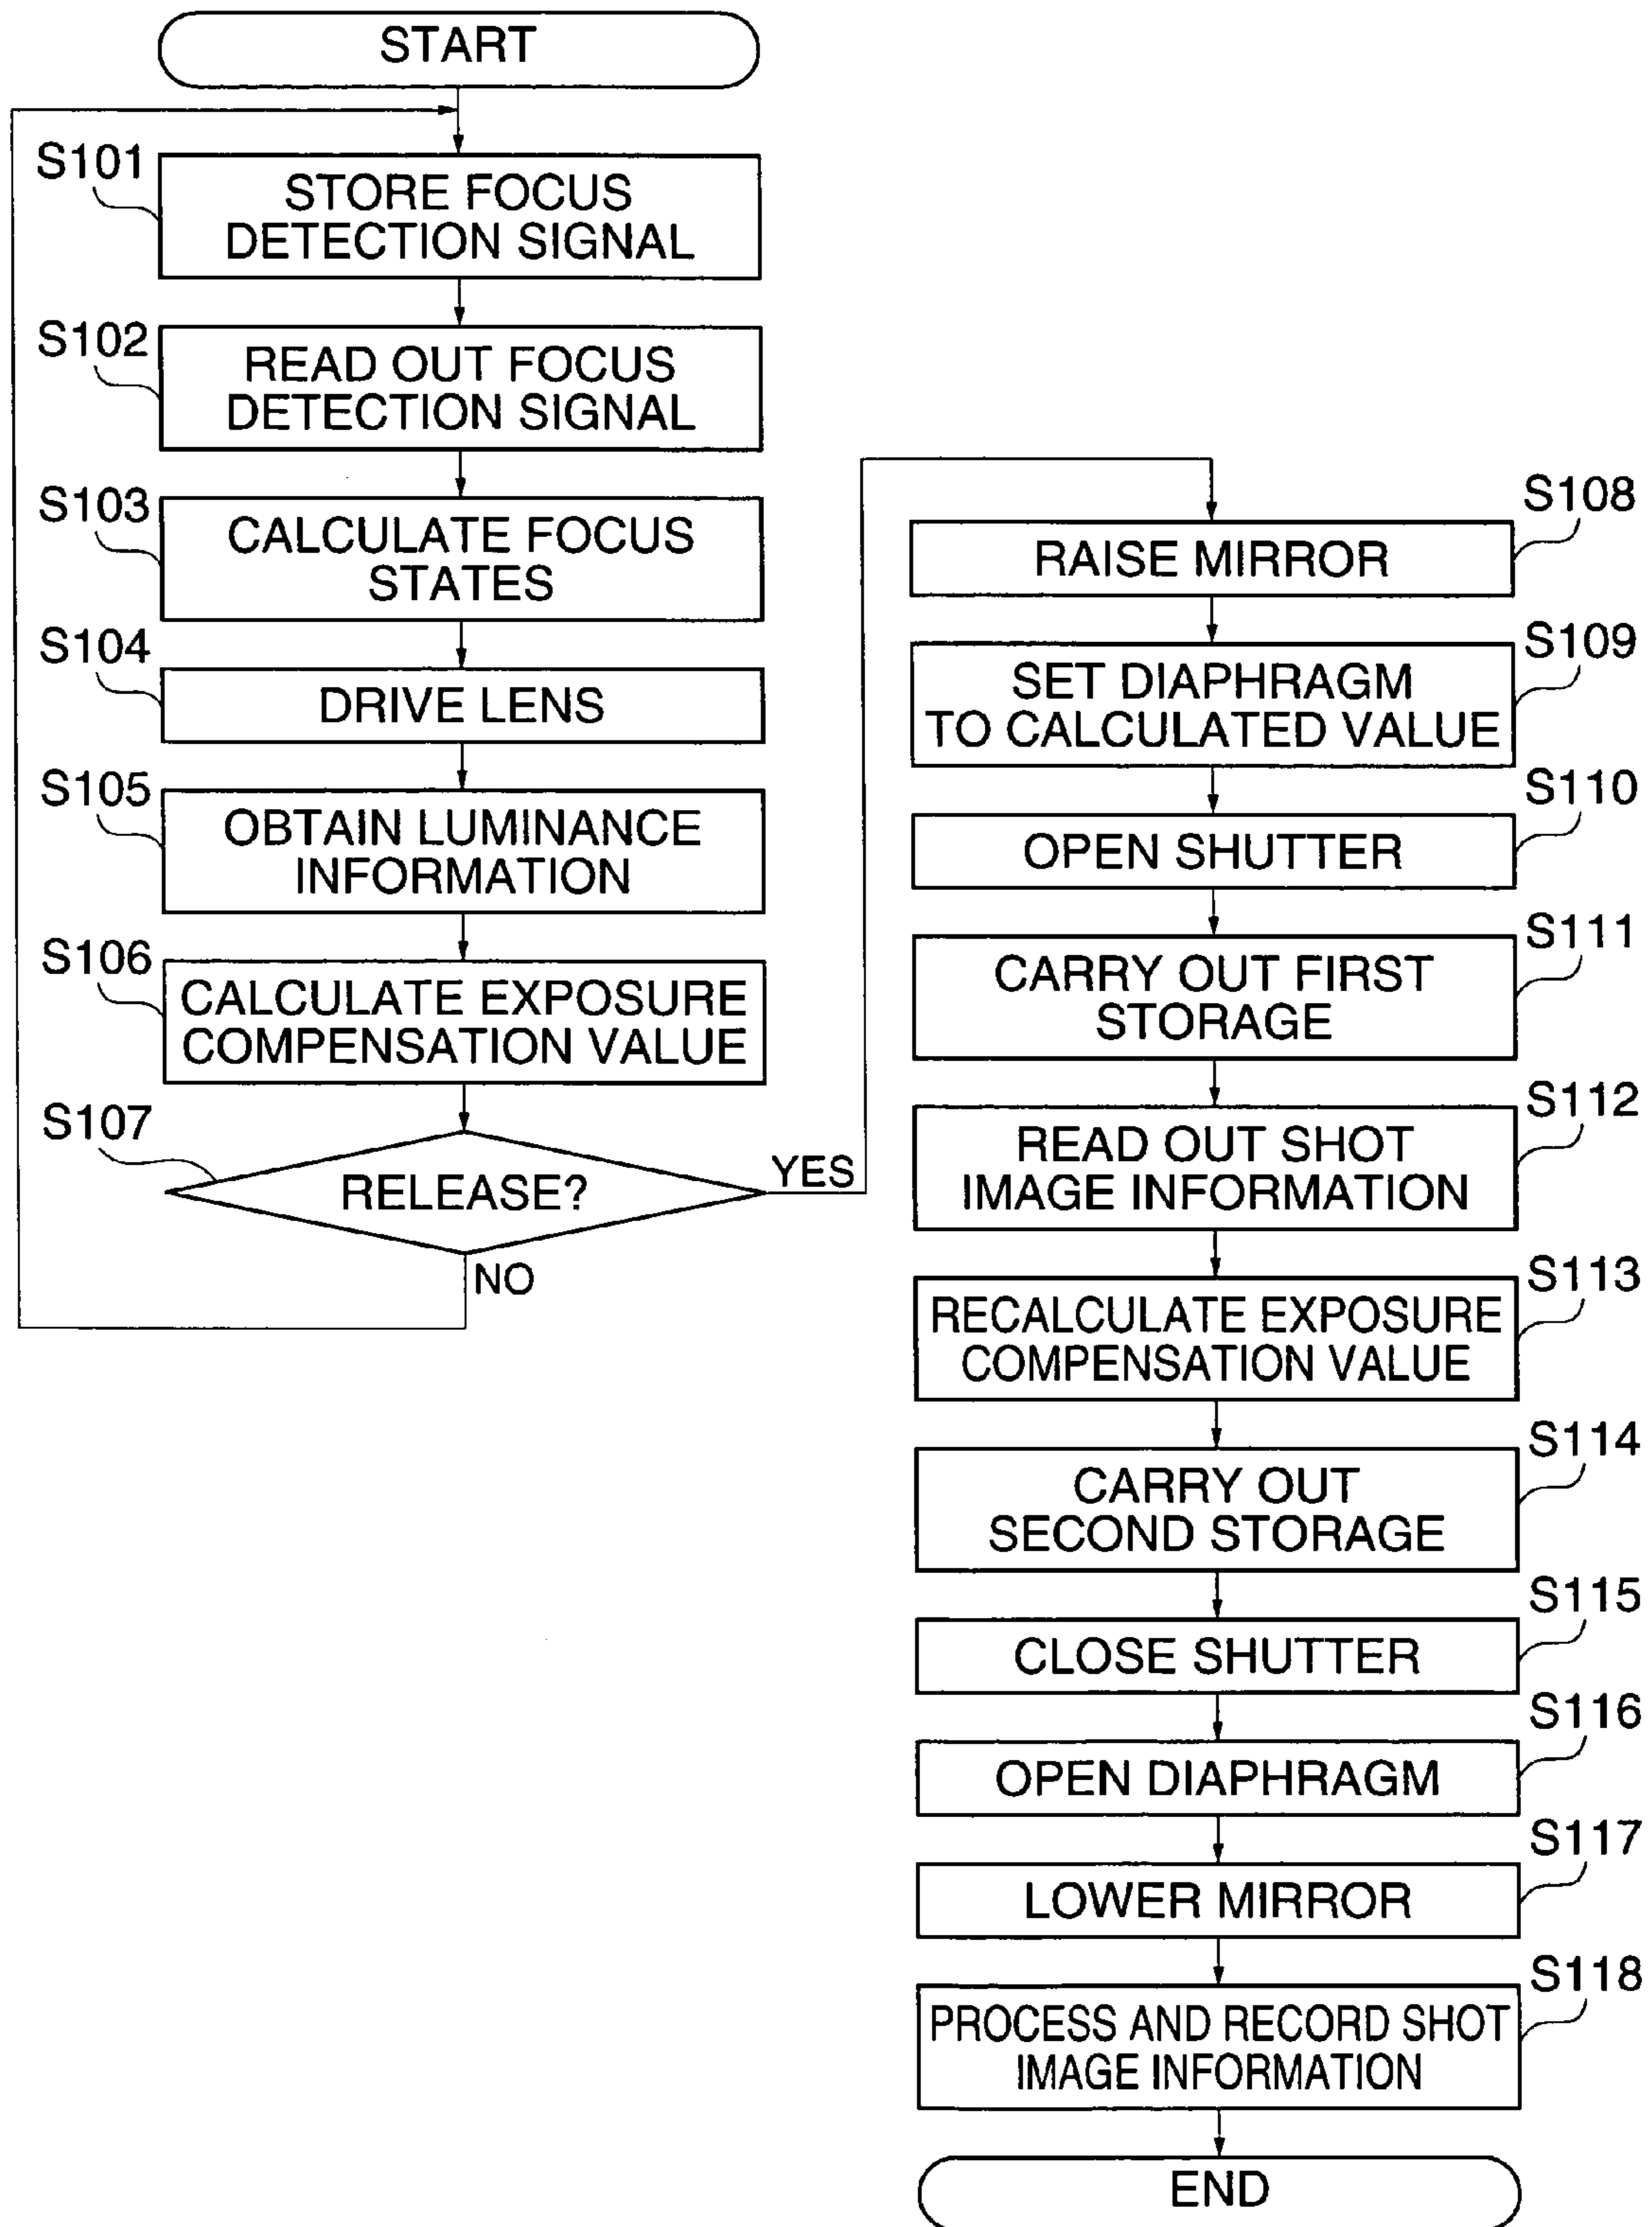 START
S101
STORE FOCUS
DETECTION SIGNAL
S102
READ OUT FOCUS
DETECTION SIGNAL
S103
CALCULATE FOCUS
STATES
S104
DRIVE LENS
S105
OBTAIN LUMINANCE
INFORMATION
S106
CALCULATE EXPOSURE
COMPENSATION VALUE
S107
RELEASE?
YES
NO
S108
RAISE MIRROR
S109
SET DIAPHRAGM
TO CALCULATED VALUE
S110
OPEN SHUTTER
S111
CARRY OUT FIRST
STORAGE
S112
READ OUT SHOT
IMAGE INFORMATION
S113
RECALCULATE EXPOSURE
COMPENSATION VALUE
S114
CARRY OUT
SECOND STORAGE
S115
CLOSE SHUTTER
S116
OPEN DIAPHRAGM
S117
LOWER MIRROR
S118
PROCESS AND RECORD SHOT
IMAGE INFORMATION
END